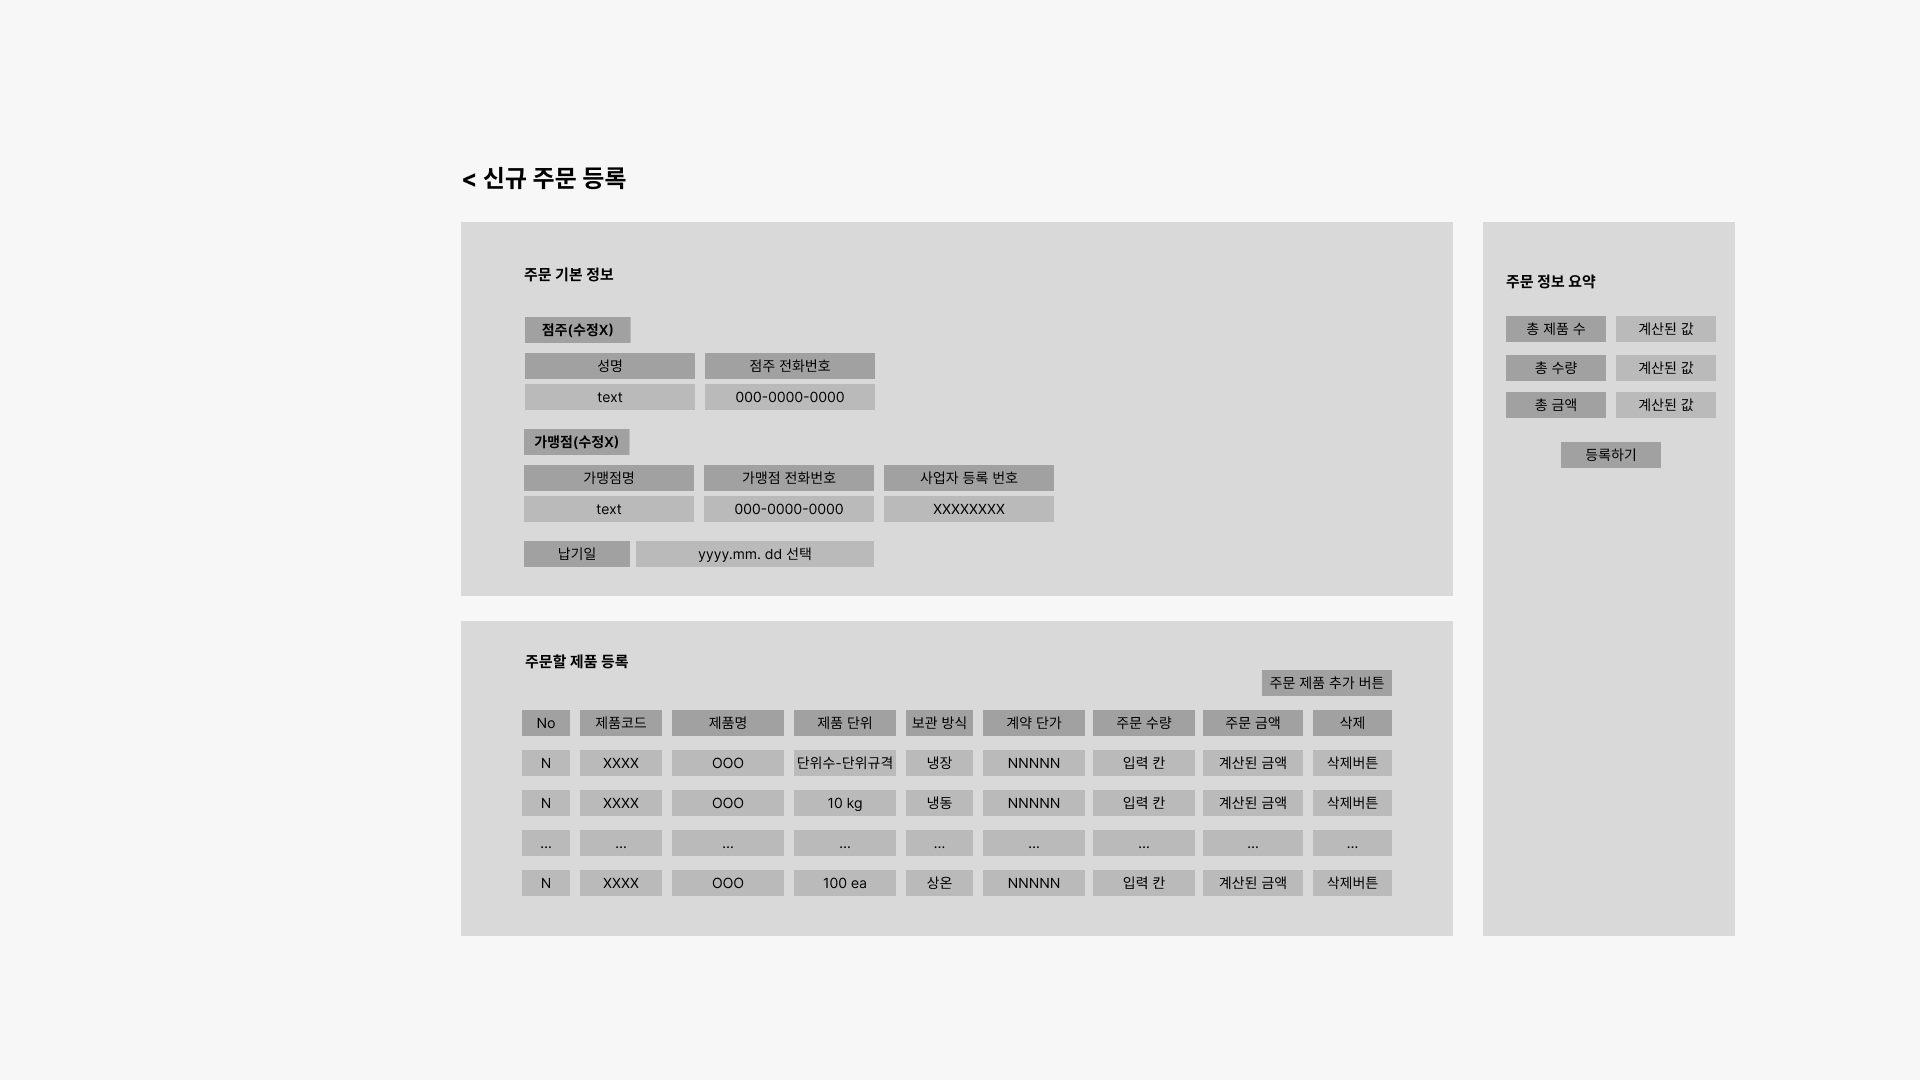 < 신규 주문 등록
주문 기본 정보
점주(수정X)
성명 점주 전화번호
text 000-0000-0000
가맹점(수정X)
가맹점명 가맹점 전화번호 사업자 등록 번호
text 000-0000-0000 XXXXXXXX
납기일 yyyy.mm. dd 선택
주문할 제품 등록
주문 제품 추가 버튼
No 제품코드 제품명 제품 단위 보관 방식 계약 단가 주문 수량 주문 금액 삭제
N XXXX OOO 단위수-단위규격 냉장 NNNNN 입력 칸 계산된 금액 삭제버튼
N XXXX OOO 10 kg 냉동 NNNNN 입력 칸 계산된 금액 삭제버튼
... ... ... ... ... ... ... ... ...
N XXXX OOO 100 ea 상온 NNNNN 입력 칸 계산된 금액 삭제버튼
주문 정보 요약
총 제품 수 계산된 값
총 수량 계산된 값
총 금액 계산된 값
등록하기